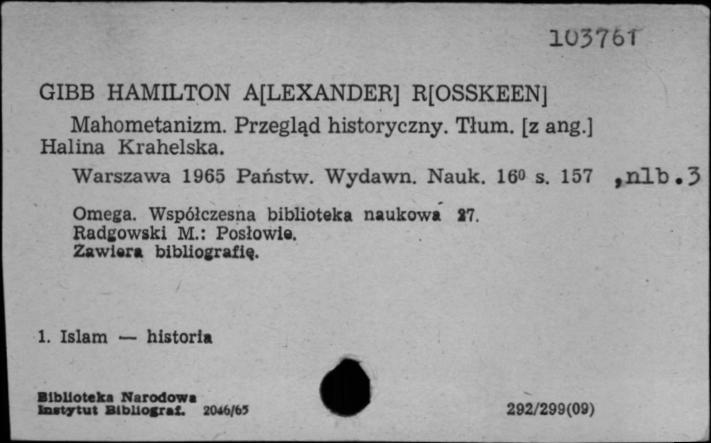 103761
GIBB HAMILTON A[LEXANDER] R[OSSKEEN]
Mahometanizm. Przegląd historyczny. Tłum. [z ang.]
Halina Krahelska.
Warszawa 1965 Państw. Wydawn. Nauk. 16⁰ s. 157 ,nlb.3
Omega. Współczesna biblioteka naukowa 27.
Radgowski M.: Posłowie.
Zawiera bibliografię.
1. Islam — historia
Biblioteka Narodowa
Instytut Bibliograf. 2046/65
292/299(09)